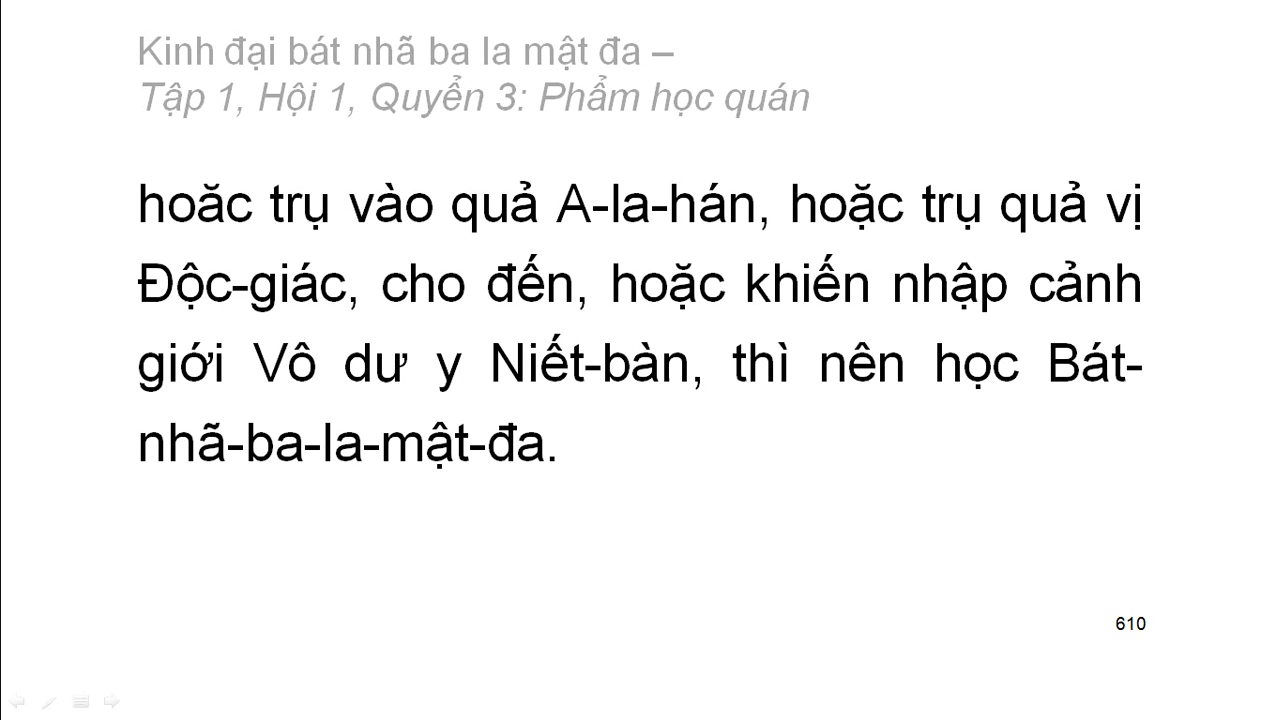 Kinh đại bát nhã ba la mật đa –
Tập 1, Hội 1, Quyển 3: Phẩm học quán
hoăc trụ vào quả A-la-hán, hoặc trụ quả vị
Độc-giác, cho đến, hoặc khiến nhập cảnh
giới Vô dư y Niết-bàn, thì nên học Bát-
nhã-ba-la-mật-đa.
610